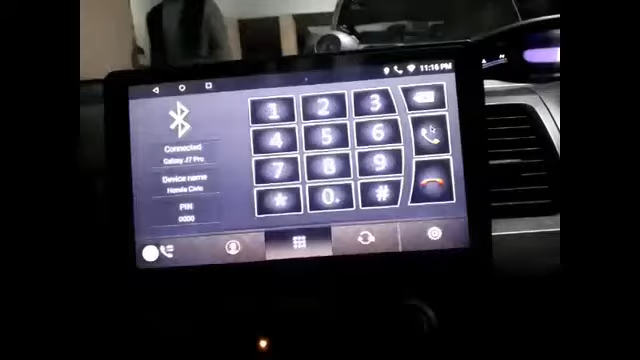 11:16 PM
Connected
Galaxy J7 Pro
Device name
Honda Civic
PIN
0000
1 2 3
4 5 6
7 8 9
* 0 #